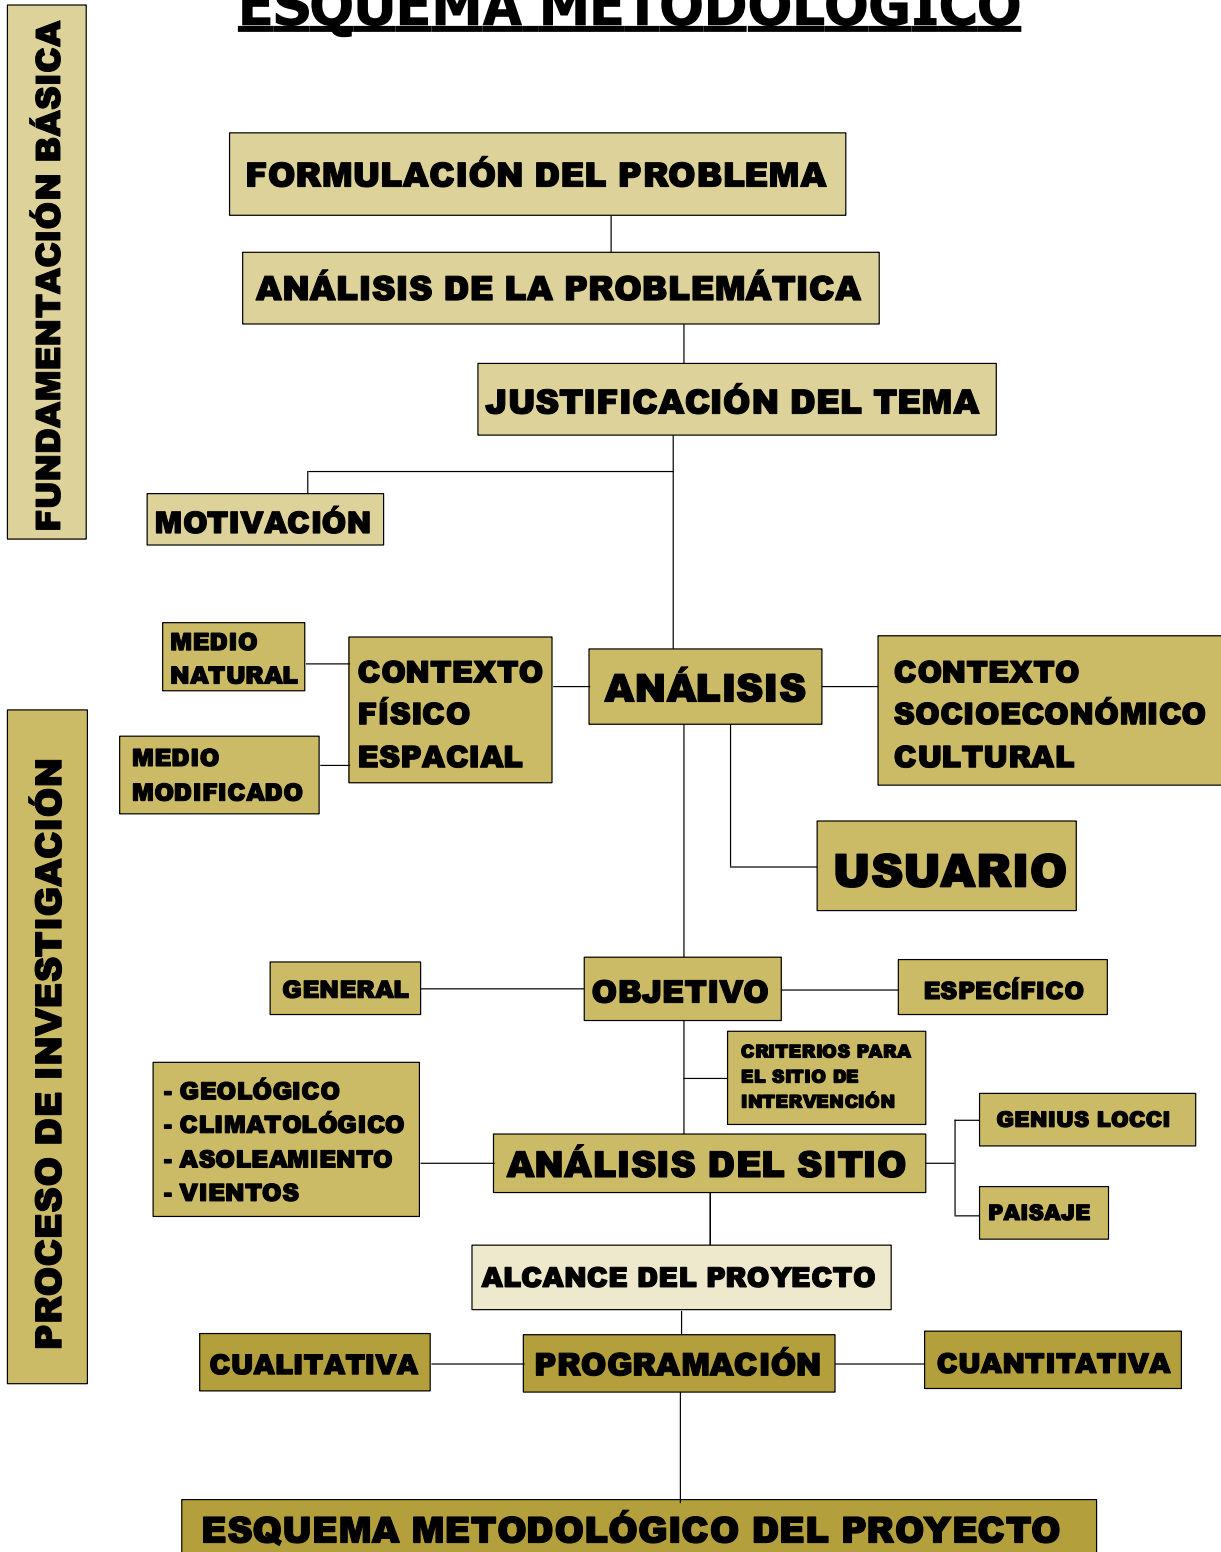 ESQUEMA METODOLÓGICO
FUNDAMENTACIÓN BÁSICA
FORMULACIÓN DEL PROBLEMA
ANÁLISIS DE LA PROBLEMÁTICA
JUSTIFICACIÓN DEL TEMA
MOTIVACIÓN
MEDIO
NATURAL
MEDIO
MODIFICADO
CONTEXTO
FÍSICO
ESPACIAL
ANÁLISIS
CONTEXTO
SOCIOECONÓMICO
CULTURAL
USUARIO
PROCESO DE INVESTIGACIÓN
GENERAL
OBJETIVO
ESPECÍFICO
CRITERIOS PARA
EL SITIO DE
INTERVENCIÓN
- GEOLÓGICO
- CLIMATOLÓGICO
- ASOLEAMIENTO
- VIENTOS
ANÁLISIS DEL SITIO
GENIUS LOCCI
PAISAJE
ALCANCE DEL PROYECTO
CUALITATIVA
PROGRAMACIÓN
CUANTITATIVA
ESQUEMA METODOLÓGICO DEL PROYECTO